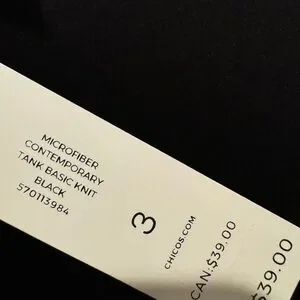 MICROFIBER
CONTEMPORARY
TANK BASIC KNIT
BLACK
570113984
3
CHICOS.COM
CAN:$39.00
$39.00